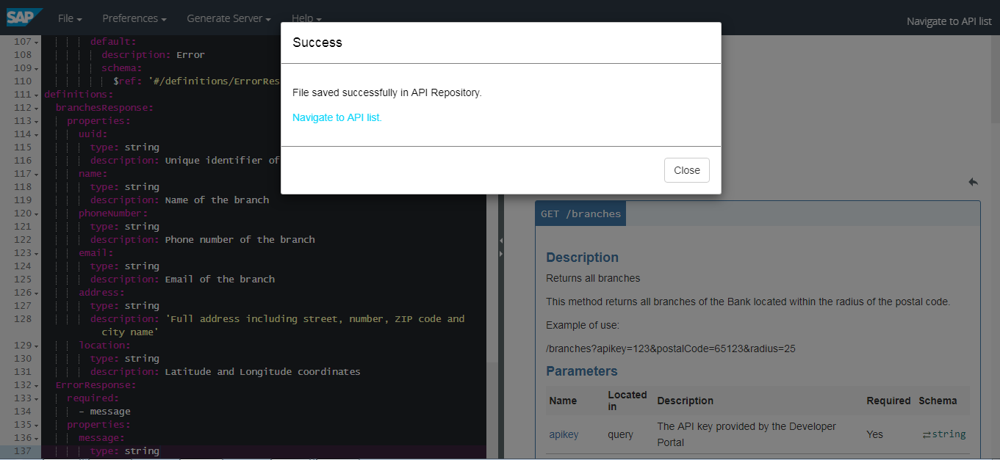 SAP File Preferences Generate Server Help Navigate to API list
Success
File saved successfully in API Repository.
Navigate to API list.
Close
107 default:
108 description: Error
109 schema:
110 $ref: '#/definitions/ErrorRes
111 definitions:
112 branchesResponse:
113 properties:
114 uuid:
115 type: string
116 description: Unique identifier of
117 name:
118 type: string
119 description: Name of the branch
120 phoneNumber:
121 type: string
122 description: Phone number of the branch
123 email:
124 type: string
125 description: Email of the branch
126 address:
127 type: string
128 description: 'Full address including street, number, ZIP code and
city name'
129 location:
130 type: string
131 description: Latitude and Longitude coordinates
132 ErrorResponse:
133 required:
134 - message
135 properties:
136 message:
137 type: string
GET /branches
Description
Returns all branches
This method returns all branches of the Bank located within the radius of the postal code.
Example of use:
/branches?apikey=123&postalCode=65123&radius=25
Parameters
Name Located in Description Required Schema
apikey query The API key provided by the Developer Portal Yes string